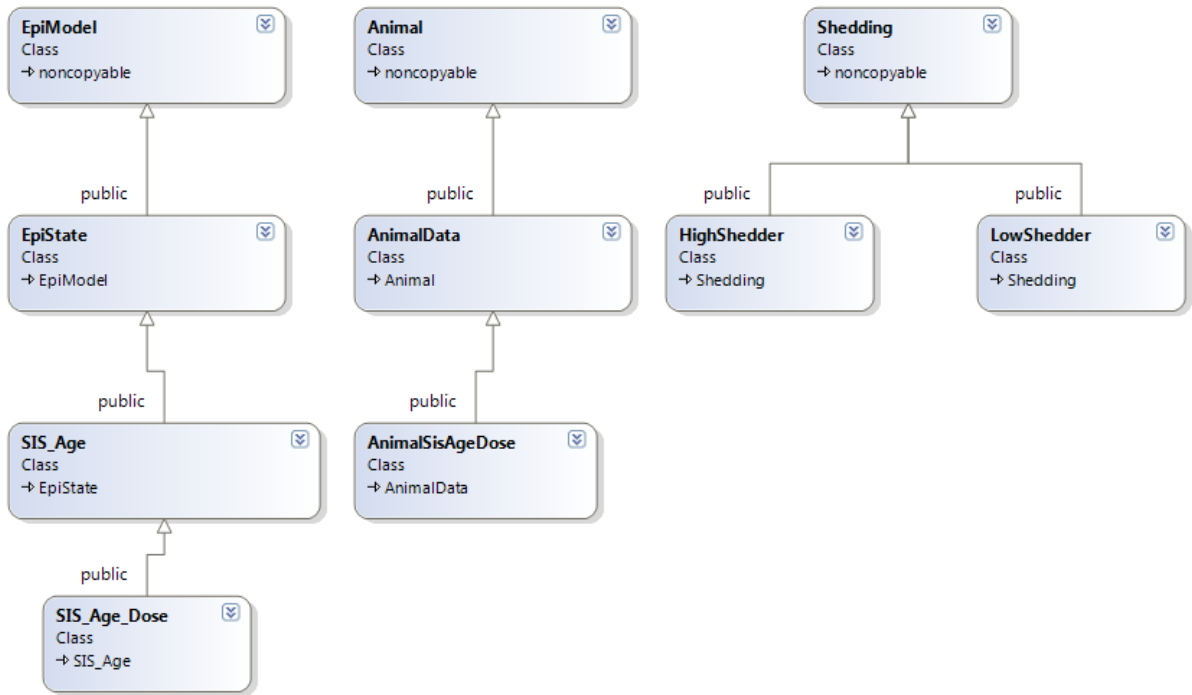 EpiModel
Class
noncopyable
Animal
Class
noncopyable
Shedding
Class
noncopyable
public
public
public
public
EpiState
Class
EpiModel
AnimalData
Class
Animal
HighShedder
Class
Shedding
LowShedder
Class
Shedding
public
public
SIS_Age
Class
EpiState
AnimalSisAgeDose
Class
AnimalData
public
SIS_Age_Dose
Class
SIS_Age